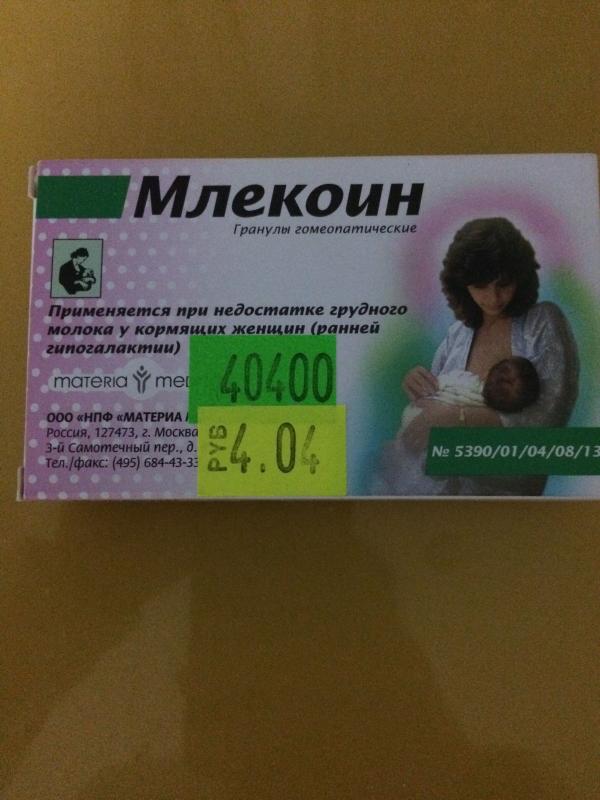 Млекоин
Гранулы гомеопатические
Применяется при недостатке грудного
молока у кормящих женщин (ранней
гипогалактии)
materia
40400
ООО «НПФ «МАТЕРИА
Россия, 127473, г. Москва
3-й Самотечный пер., д.
Тел./факс: (495) 684-43-33
РУБ 4.04
№ 5390/01/04/08/13